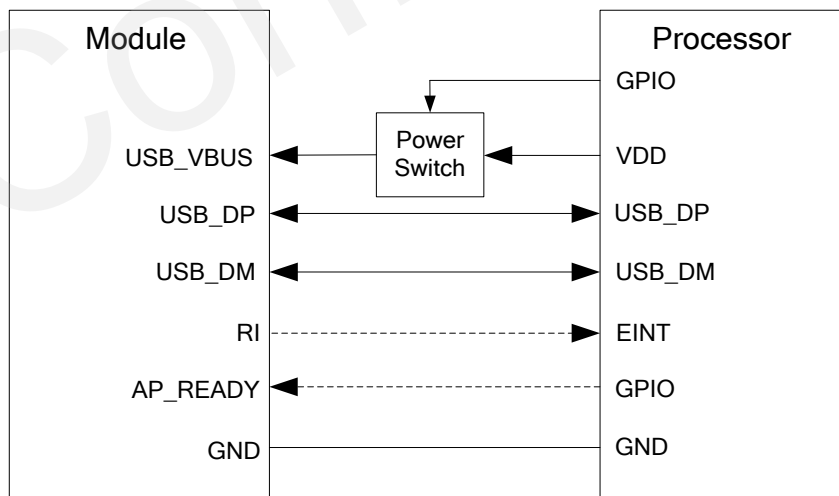 Module
Processor
GPIO
Power
Switch
USB_VBUS
VDD
USB_DP
USB_DP
USB_DM
USB_DM
RI
EINT
AP_READY
GPIO
GND
GND